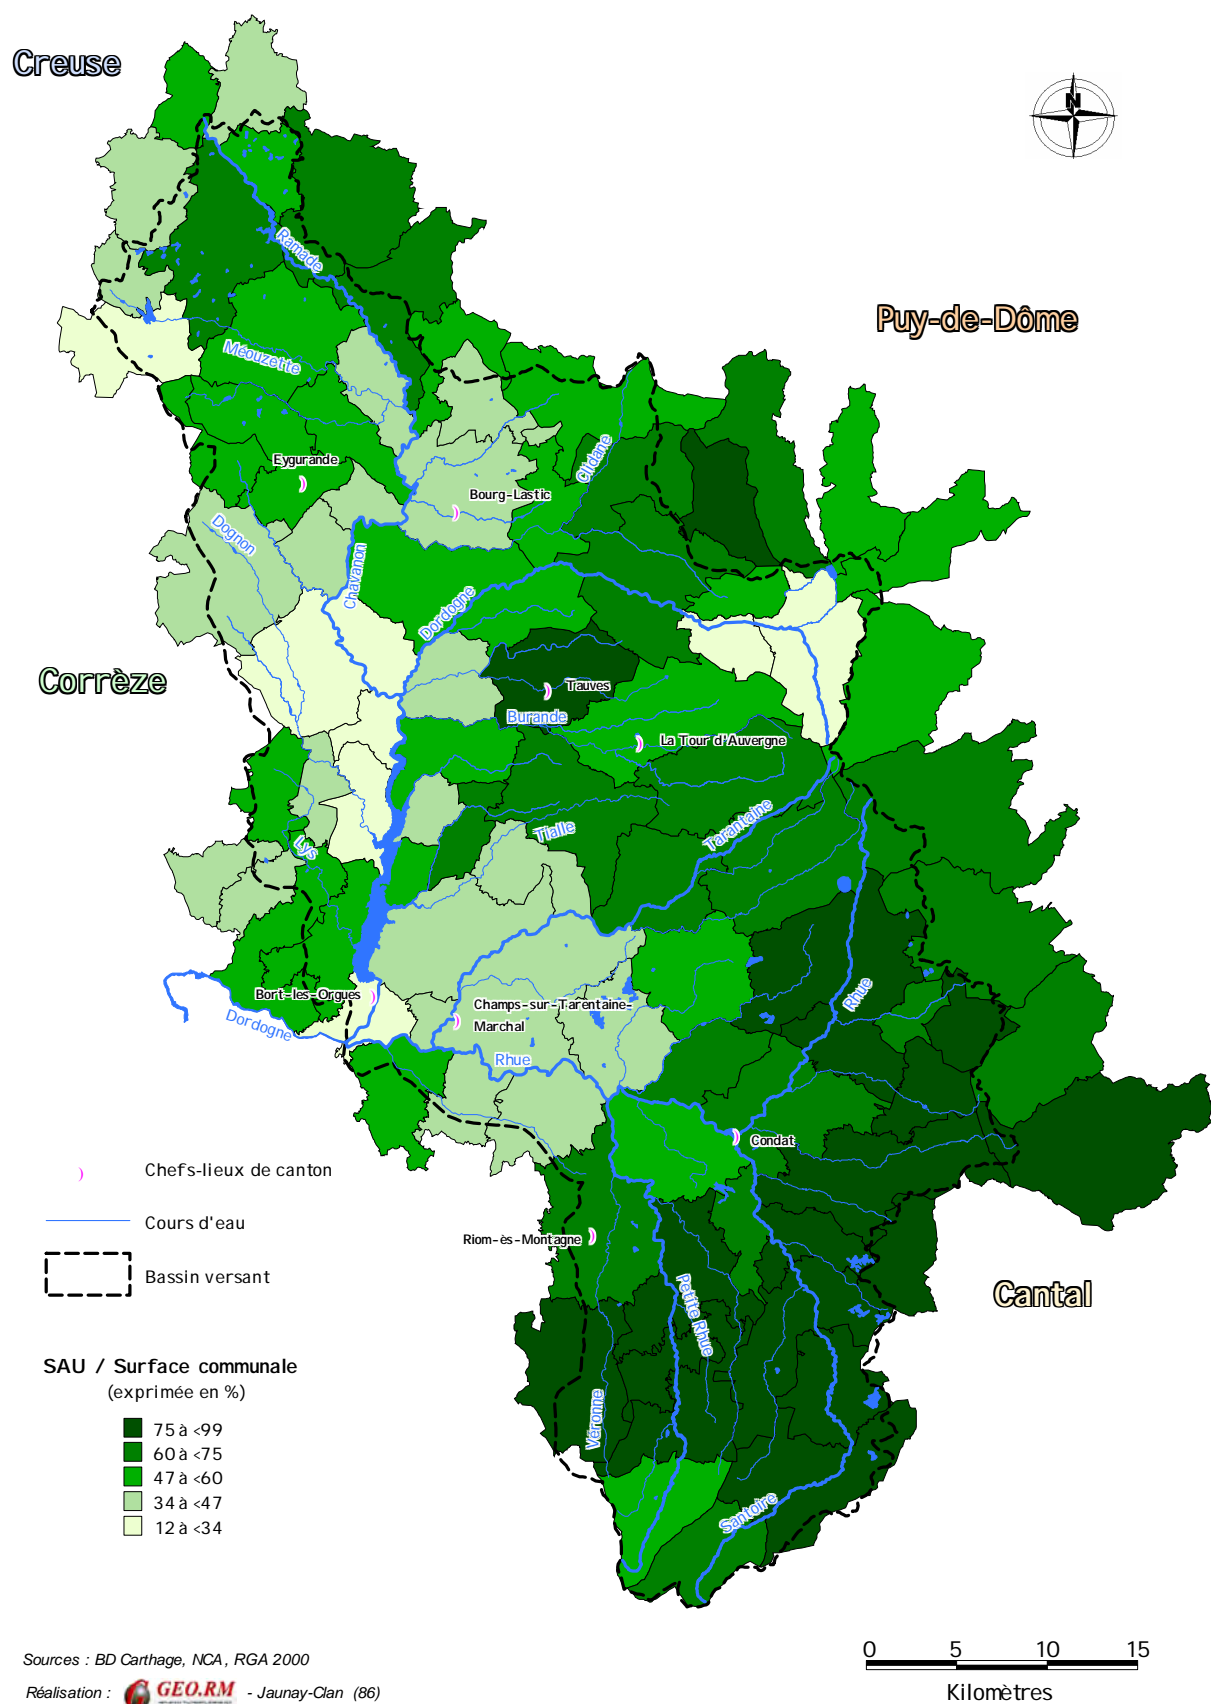 Creuse
N
Ramade
Puy-de-Dôme
Méouzette
Eygurande
Clidane
Bourg-Lastic
Dognon
Chavanon
Dordogne
Corrèze
Tauves
Burande
La Tour d'Auvergne
Tialle
Tarantaine
Lys
Bort-les-Orgues
Champs-sur-Tarentaine-
Marchal
Rhue
Dordogne
Rhue
Condat
Chefs-lieux de canton
Cours d'eau
Riom-ès-Montagne
Bassin versant
Petite Rhue
Cantal
SAU / Surface communale
(exprimée en %)
Véronne
75 à <99
60 à <75
47 à <60
34 à <47
12 à <34
Santoire
Sources : BD Carthage, NCA, RGA 2000
0 5 10 15
Kilomètres
Réalisation : GEO.RM - Jaunay-Clan (86)